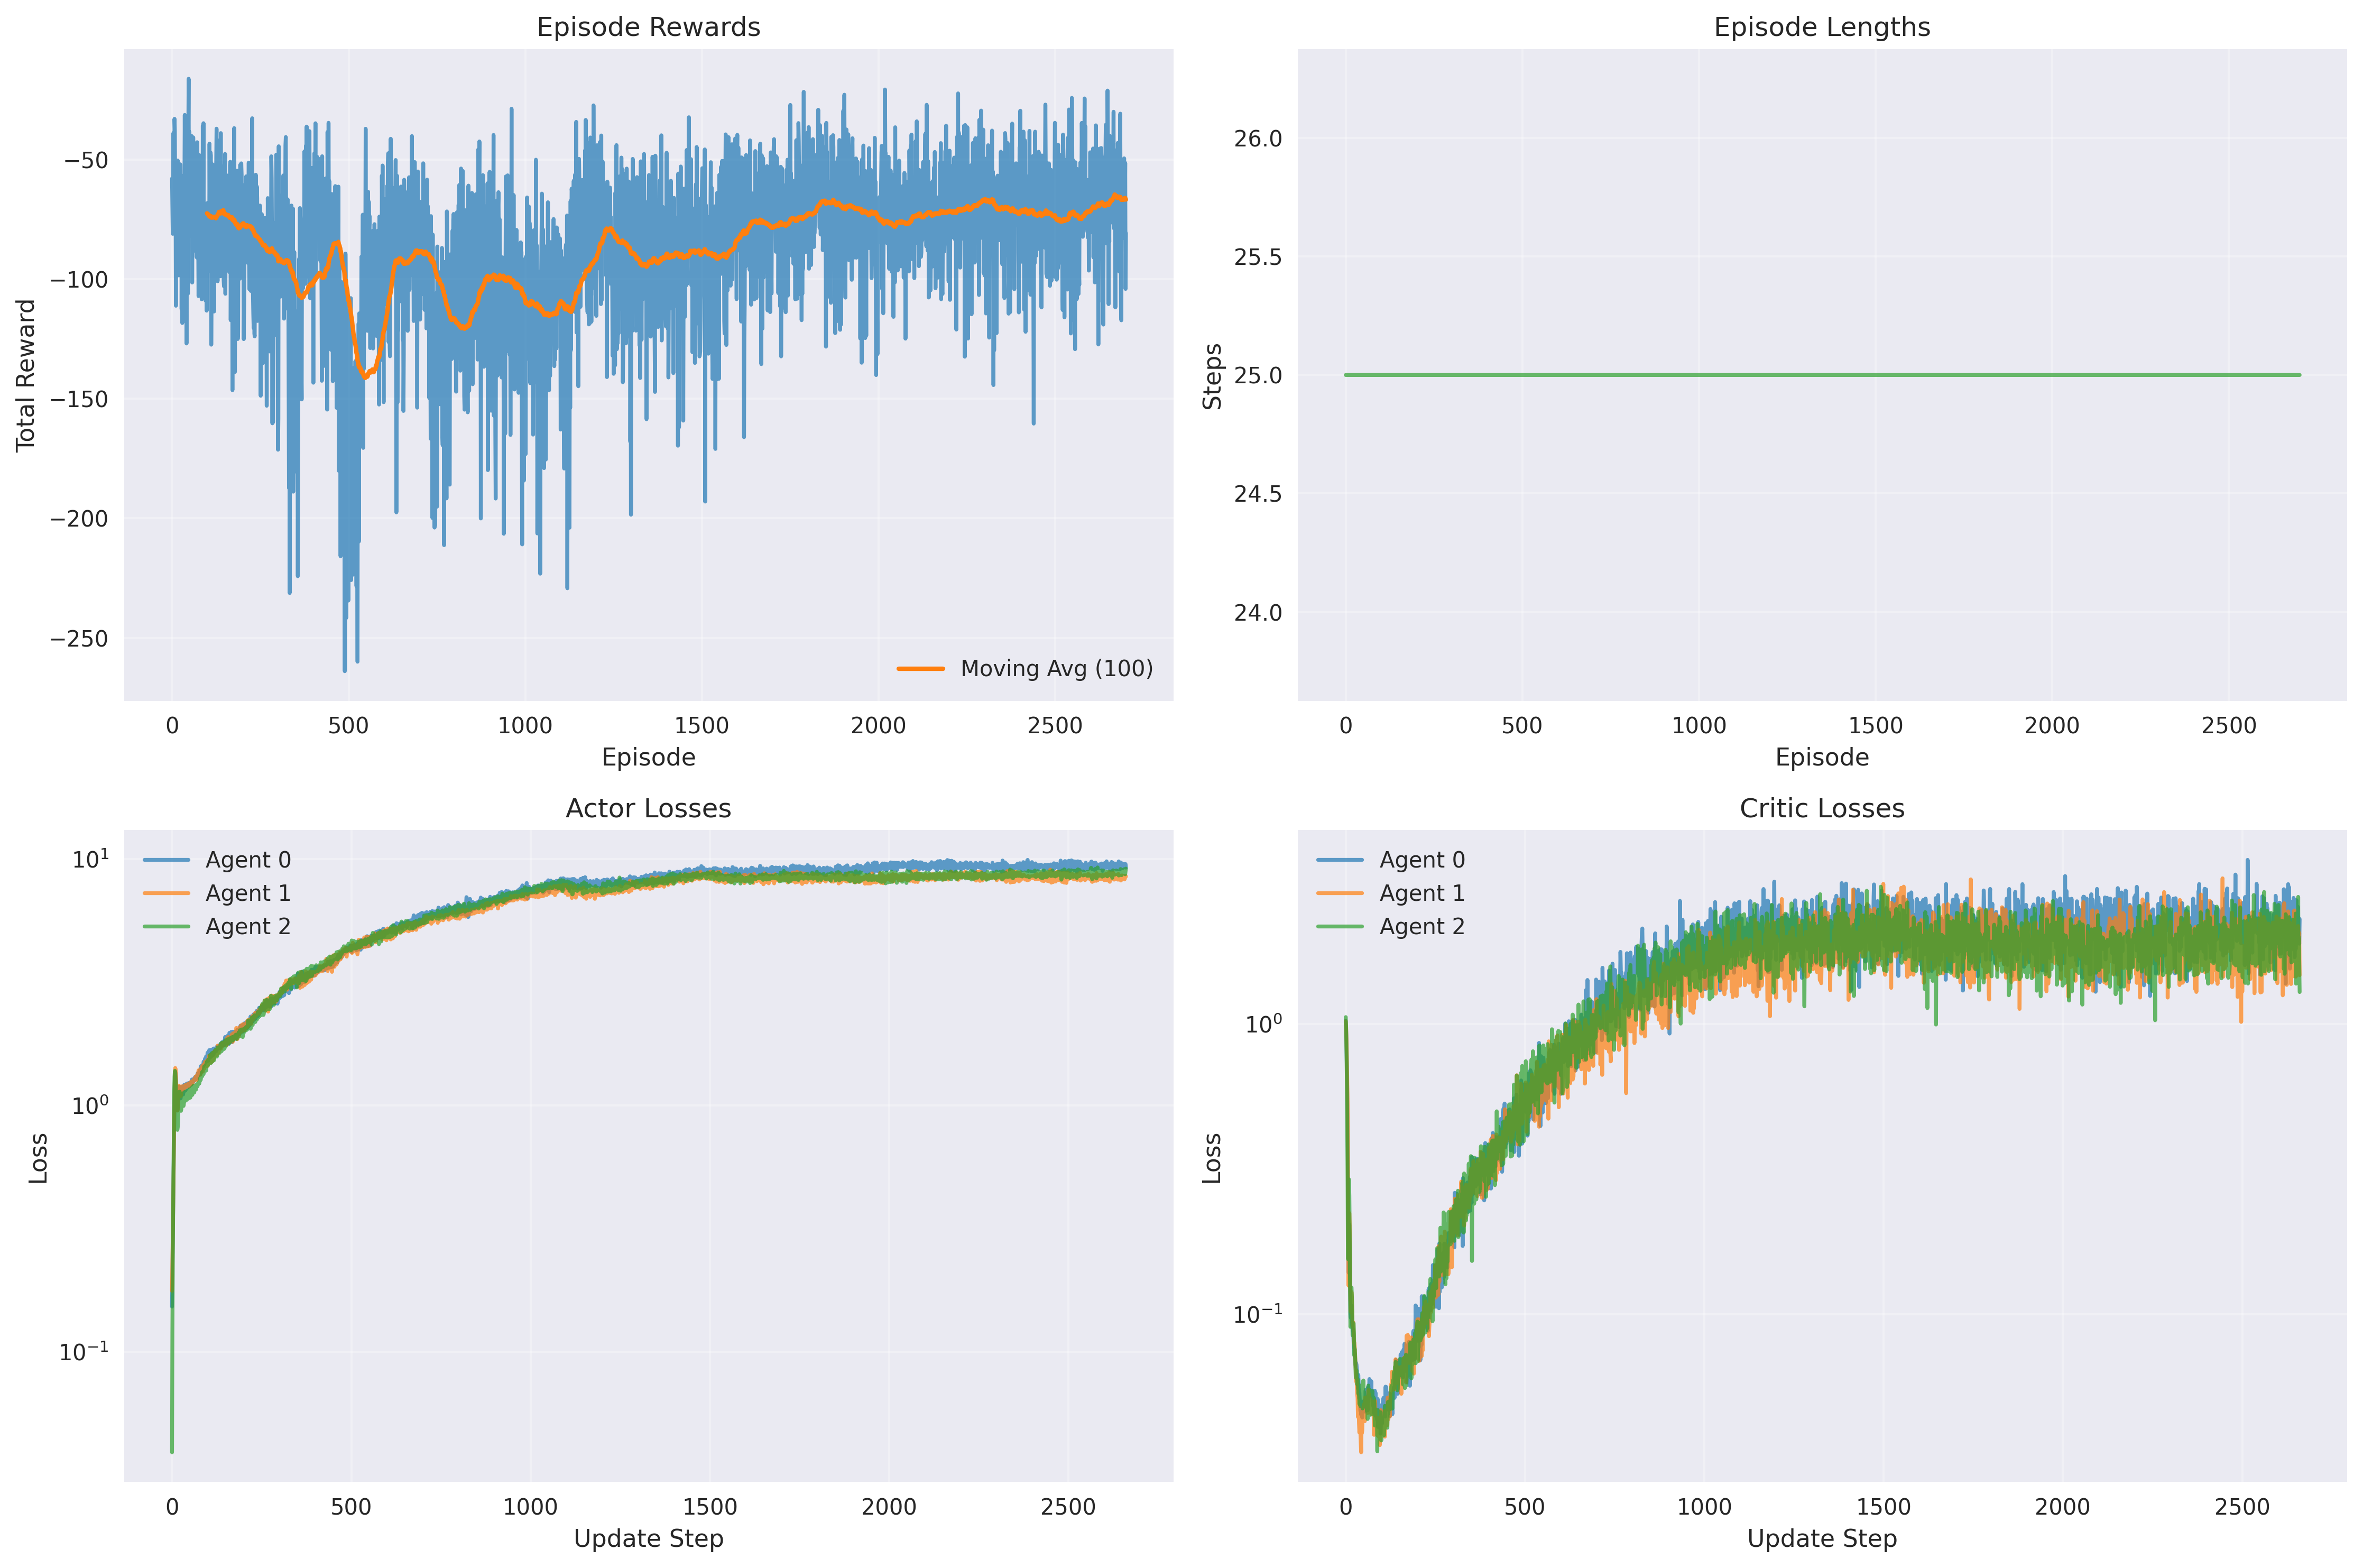 Episode Rewards
Total Reward
−50
−100
−150
−200
−250
Moving Avg (100)
0 500 1000 1500 2000 2500
Episode
Episode Lengths
Steps
26.0
25.5
25.0
24.5
24.0
0 500 1000 1500 2000 2500
Episode
Actor Losses
Loss
10¹
10⁰
10⁻¹
Agent 0
Agent 1
Agent 2
0 500 1000 1500 2000 2500
Update Step
Critic Losses
Loss
10⁰
10⁻¹
Agent 0
Agent 1
Agent 2
0 500 1000 1500 2000 2500
Update Step